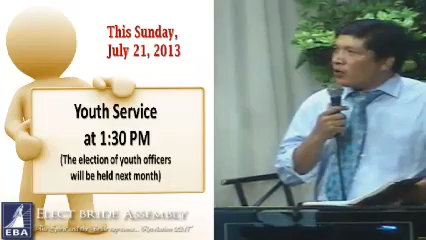 This Sunday,
July 21, 2013
Youth Service
at 1:30 PM
(The election of youth officers
will be held next month)
ELECT BRIDE ASSEMBLY
EBA